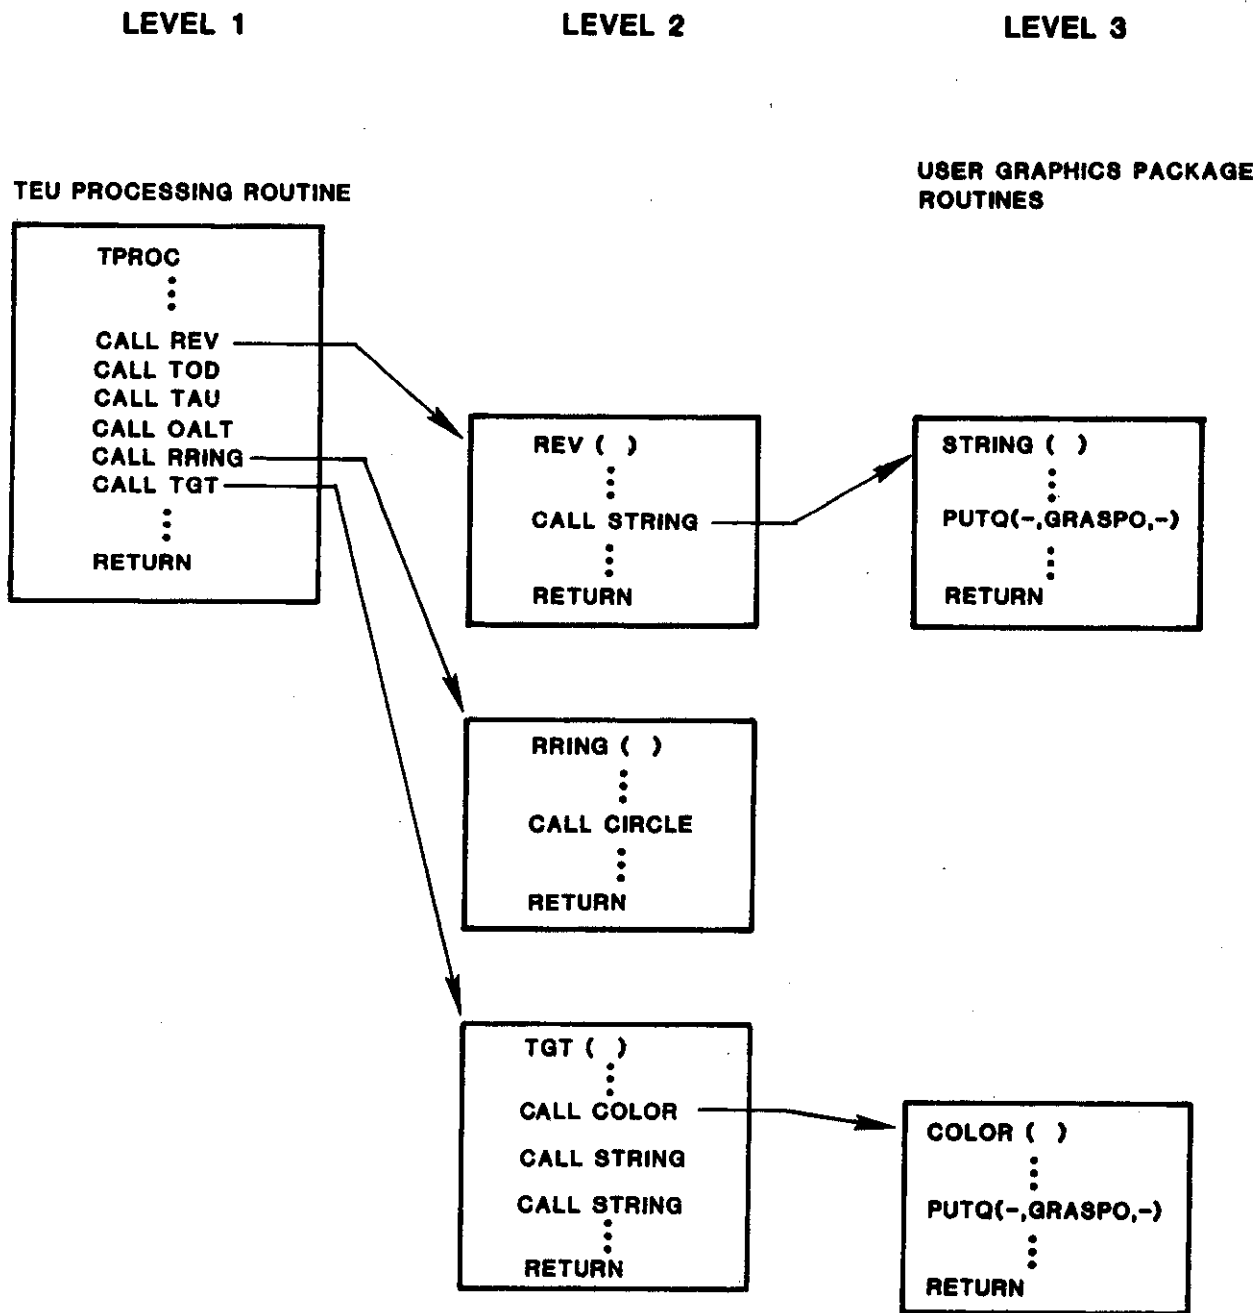 LEVEL 1
LEVEL 2
LEVEL 3
TEU PROCESSING ROUTINE
TPROC
CALL REV
CALL TOD
CALL TAU
CALL OALT
CALL RRING
CALL TGT
RETURN
REV ( )
CALL STRING
RETURN
RRING ( )
CALL CIRCLE
RETURN
TGT ( )
CALL COLOR
CALL STRING
CALL STRING
RETURN
USER GRAPHICS PACKAGE
ROUTINES
STRING ( )
PUTQ(-,GRASPO,-)
RETURN
COLOR ( )
PUTQ(-,GRASPO,-)
RETURN